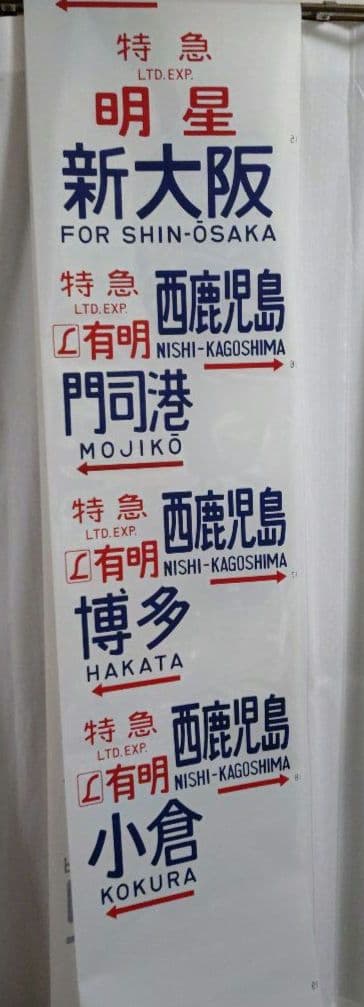 特急
LTD.EXP.
明星
新大阪
FOR SHIN-ŌSAKA
特急 西鹿児島
LTD.EXP.
L有明 NISHI-KAGOSHIMA
門司港
MOJIKŌ
特急 西鹿児島
LTD.EXP.
L有明 NISHI-KAGOSHIMA
博多
HAKATA
特急 西鹿児島
LTD.EXP.
L有明 NISHI-KAGOSHIMA
小倉
KOKURA